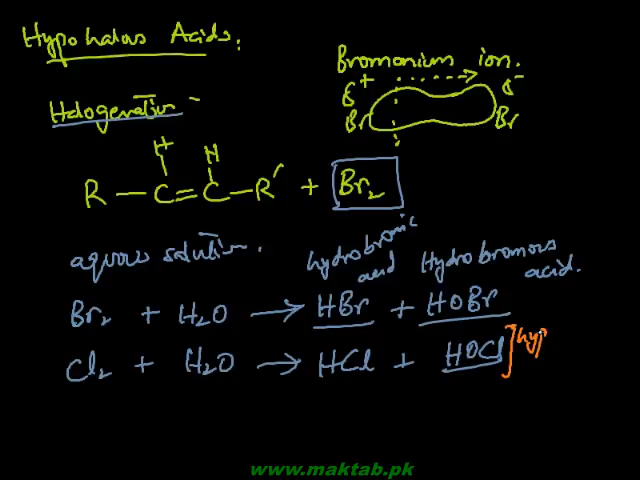 Hypohalous Acids.
Bromonium ion.
δ+ δ-
Halogenation -
Br Br
H H
R — C = C — R' + Br2
aqueous solution. hydrobromic acid Hydrobromous acid.
Br2 + H2O → HBr + HOBr
Cl2 + H2O → HCl + HOCl ] hyp
www.maktab.pk